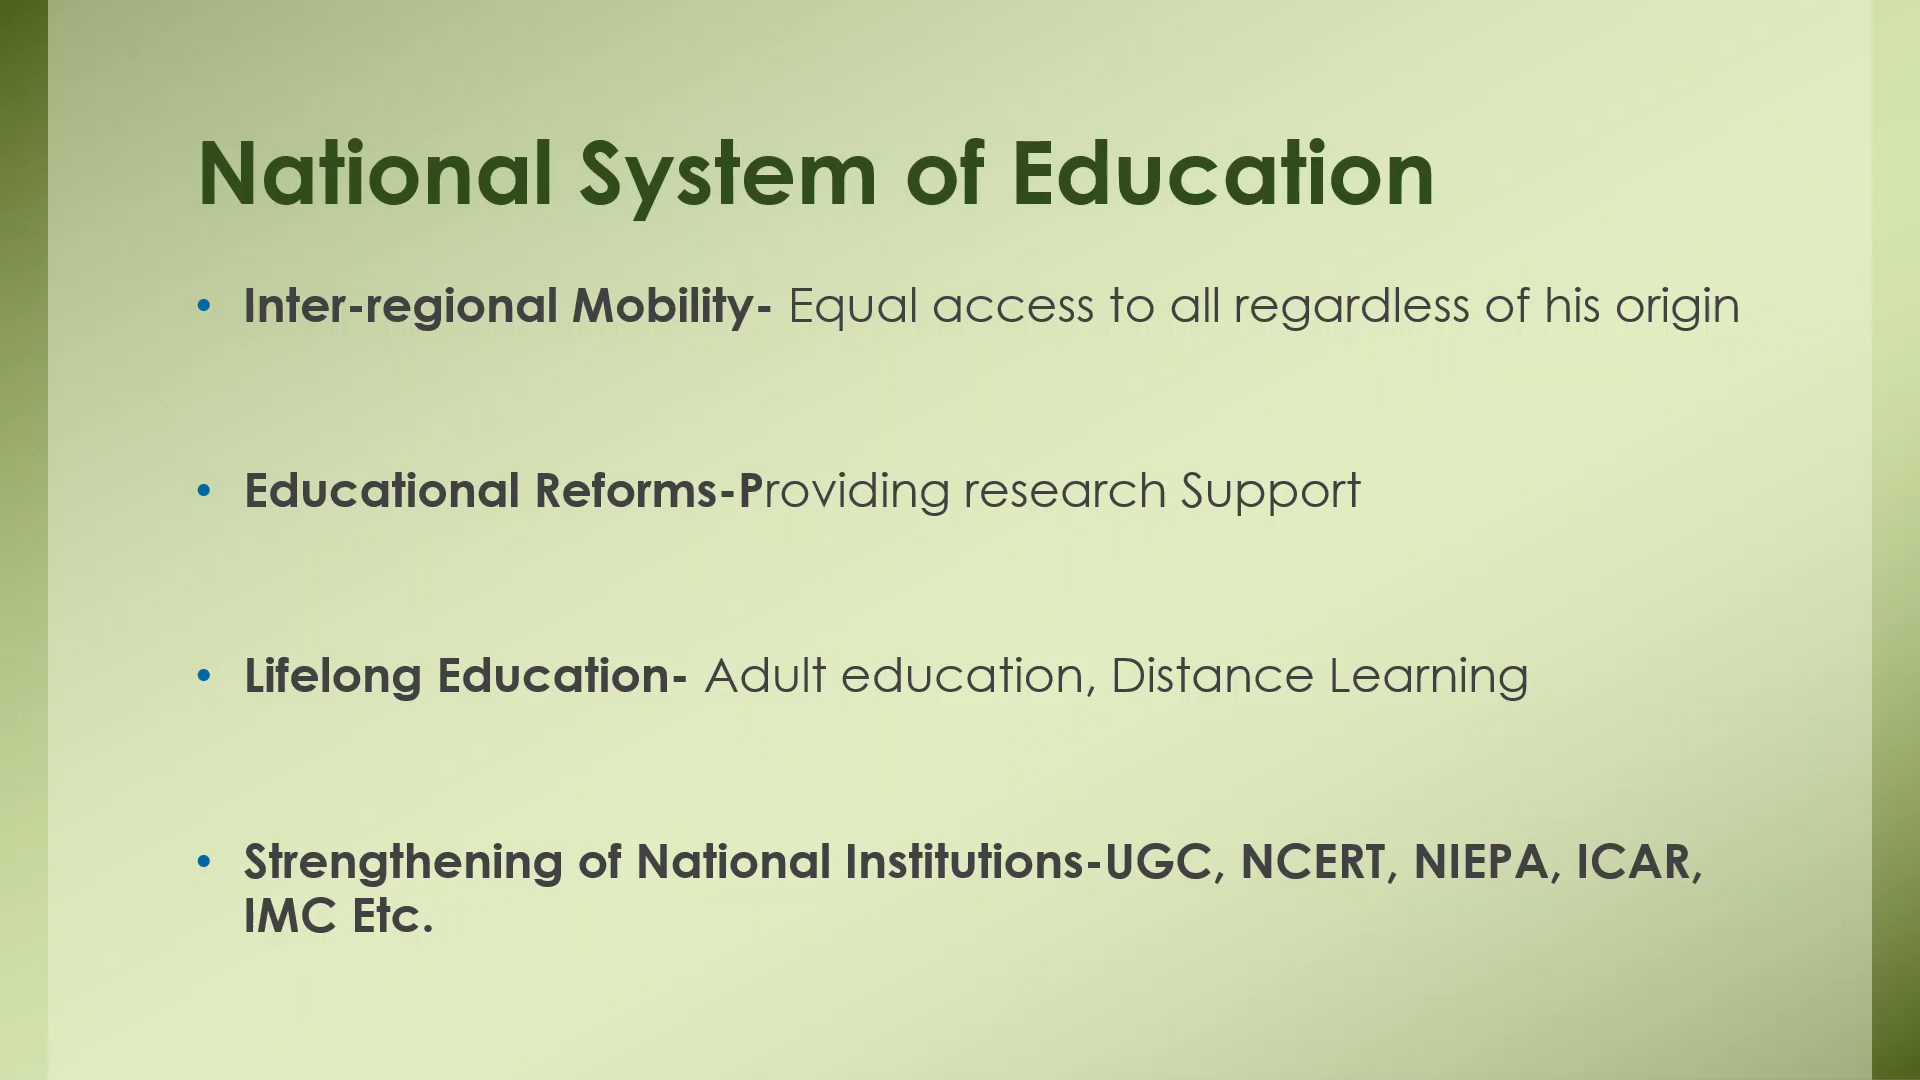 National System of Education
• Inter-regional Mobility- Equal access to all regardless of his origin
• Educational Reforms-Providing research Support
• Lifelong Education- Adult education, Distance Learning
• Strengthening of National Institutions-UGC, NCERT, NIEPA, ICAR,
IMC Etc.